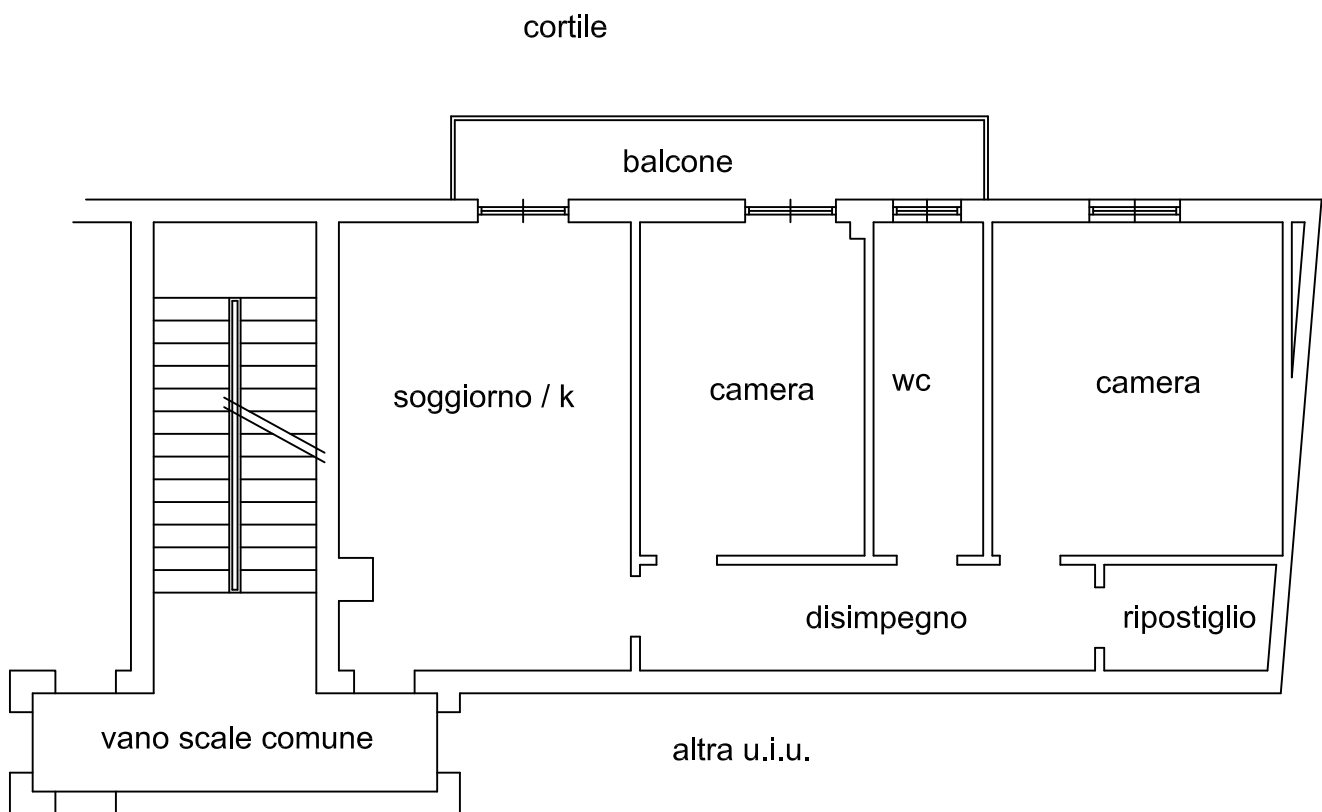 cortile
balcone
soggiorno / k
camera
wc
camera
disimpegno
ripostiglio
vano scale comune
altra u.i.u.